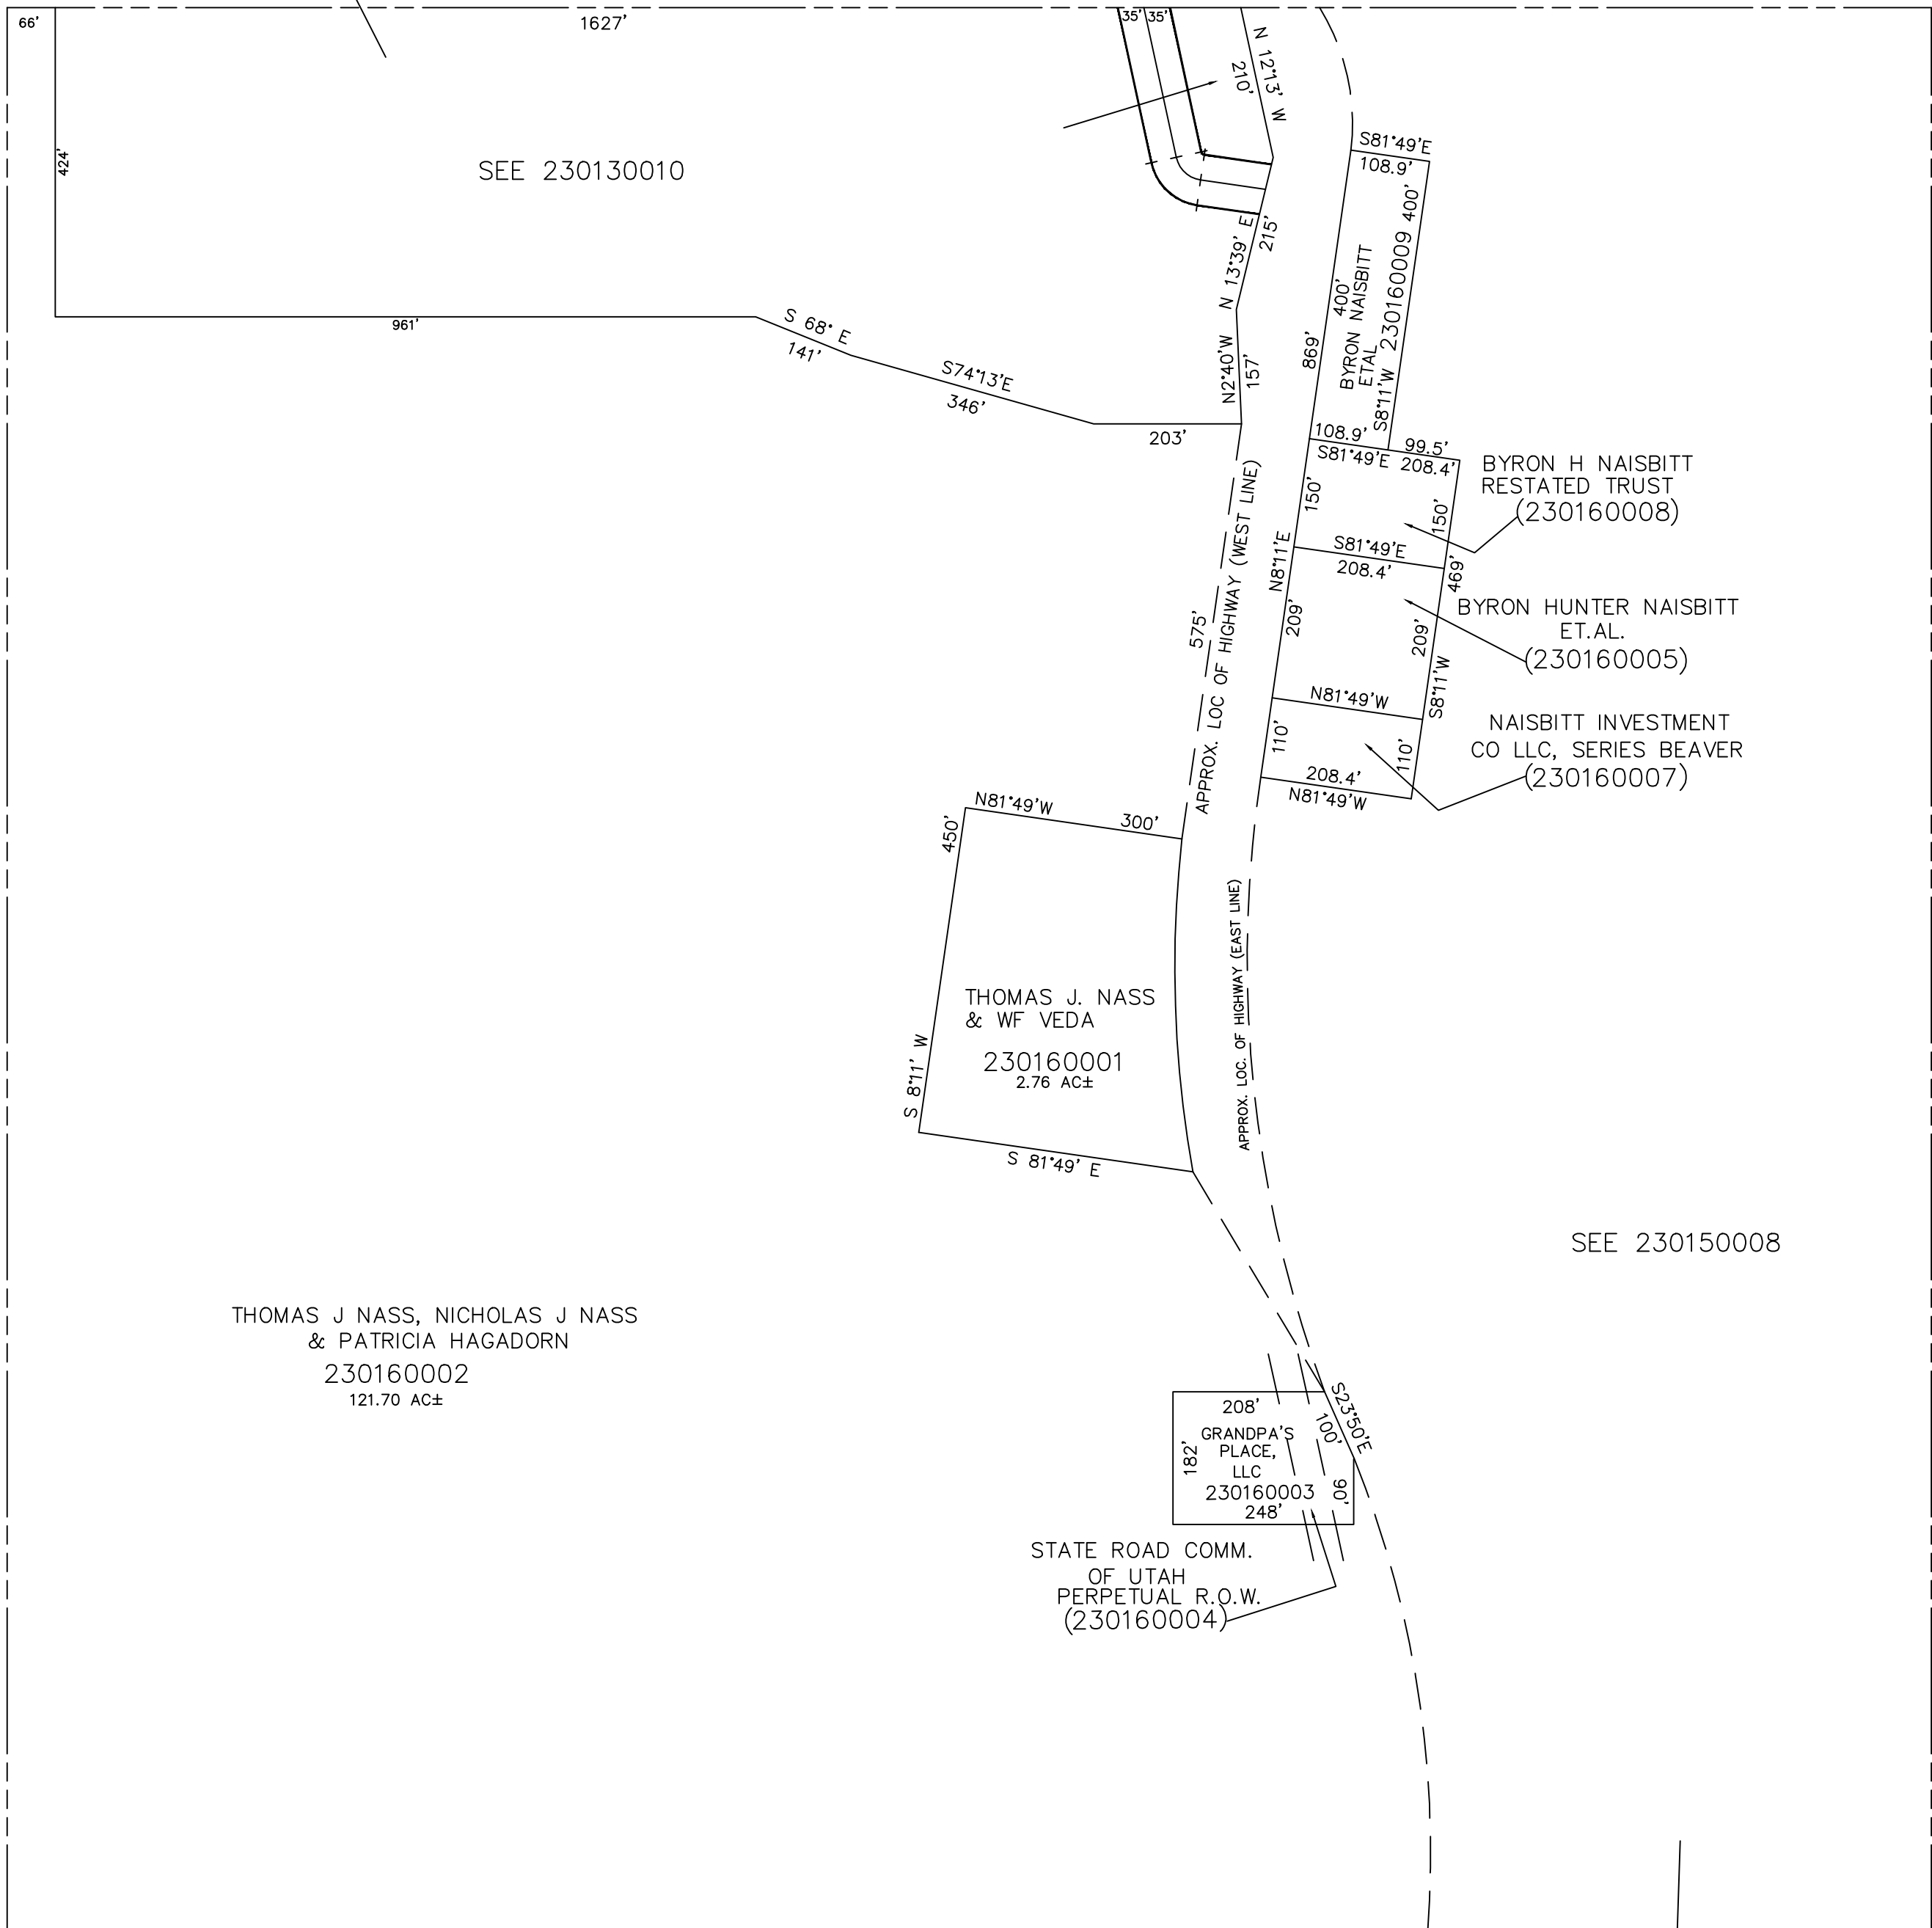 66'
1627'
35'
35'
N 12°13' W
210'
424'
SEE 230130010
S81°49'E
108.9'
N 13°39' E
215'
961'
S 68° E
141'
S74°13'E
346'
203'
N2°40'W
157'
869'
400'
BYRON NAISBITT
ETAL
S8°11'W 230160009 400'
108.9'
S81°49'E
99.5'
208.4'
BYRON H NAISBITT
RESTATED TRUST
(230160008)
150'
150'
N8°11'E
S81°49'E
208.4'
469'
575'
APPROX. LOC OF HIGHWAY (WEST LINE)
209'
209'
BYRON HUNTER NAISBITT
ET.AL.
(230160005)
S8°11'W
N81°49'W
NAISBITT INVESTMENT
CO LLC, SERIES BEAVER
(230160007)
110'
110'
208.4'
N81°49'W
N81°49'W
300'
450'
APPROX. LOC. OF HIGHWAY (EAST LINE)
THOMAS J. NASS
& WF VEDA
230160001
2.76 AC±
S 8°11' W
S 81°49' E
SEE 230150008
THOMAS J NASS, NICHOLAS J NASS
& PATRICIA HAGADORN
230160002
121.70 AC±
S23°50'E
100'
208'
182'
GRANDPA'S
PLACE,
LLC
230160003
248'
90'
STATE ROAD COMM.
OF UTAH
PERPETUAL R.O.W.
(230160004)